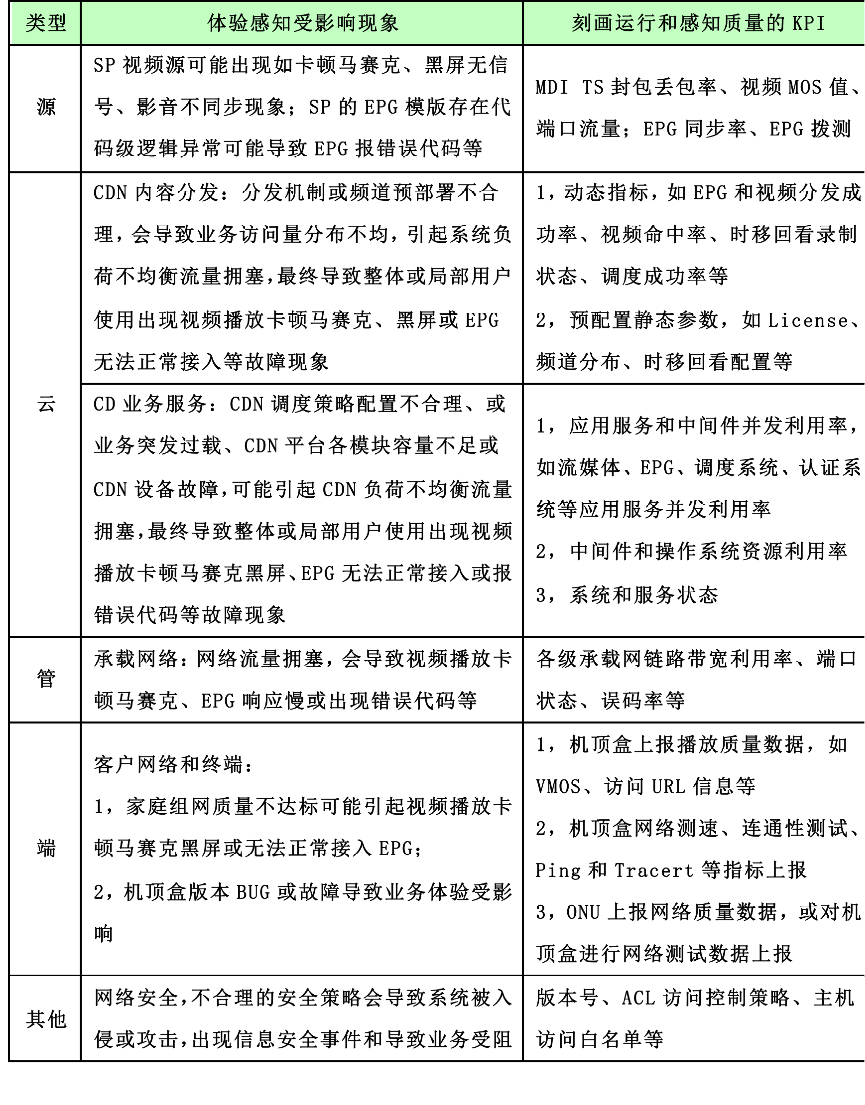 类型
体验感知受影响现象
刻画运行和感知质量的 KPI
源
SP 视频源可能出现如卡顿马赛克、黑屏无信
号、影音不同步现象；SP 的 EPG 模版存在代
码级逻辑异常可能导致 EPG 报错误代码等
MDI TS 封包丢包率、视频 MOS 值、
端口流量；EPG 同步率、EPG 拨测
云
CDN 内容分发：分发机制或频道预部署不合
理，会导致业务访问量分布不均，引起系统负
荷不均衡流量拥塞，最终导致整体或局部用户
使用出现视频播放卡顿马赛克、黑屏或 EPG
无法正常接入等故障现象
1，动态指标，如 EPG 和视频分发成
功率、视频命中率、时移回看录制
状态、调度成功率等
2，预配置静态参数，如 License、
频道分布、时移回看配置等
CD 业务服务：CDN 调度策略配置不合理、或
业务突发过载、CDN 平台各模块容量不足或
CDN 设备故障，可能引起 CDN 负荷不均衡流量
拥塞，最终导致整体或局部用户使用出现视频
播放卡顿马赛克黑屏、EPG 无法正常接入或报
错误代码等故障现象
1，应用服务和中间件并发利用率，
如流媒体、EPG、调度系统、认证系
统等应用服务并发利用率
2，中间件和操作系统资源利用率
3，系统和服务状态
管
承载网络：网络流量拥塞，会导致视频播放卡
顿马赛克、EPG 响应慢或出现错误代码等
各级承载网链路带宽利用率、端口
状态、误码率等
端
客户网络和终端：
1，家庭组网质量不达标可能引起视频播放卡
顿马赛克黑屏或无法正常接入 EPG；
2，机顶盒版本 BUG 或故障导致业务体验受影
响
1，机顶盒上报播放质量数据，如
VMOS、访问 URL 信息等
2，机顶盒网络测速、连通性测试、
Ping 和 Tracert 等指标上报
3，ONU 上报网络质量数据，或对机
顶盒进行网络测试数据上报
其他
网络安全，不合理的安全策略会导致系统被入
侵或攻击，出现信息安全事件和导致业务受阻
版本号、ACL 访问控制策略、主机
访问白名单等